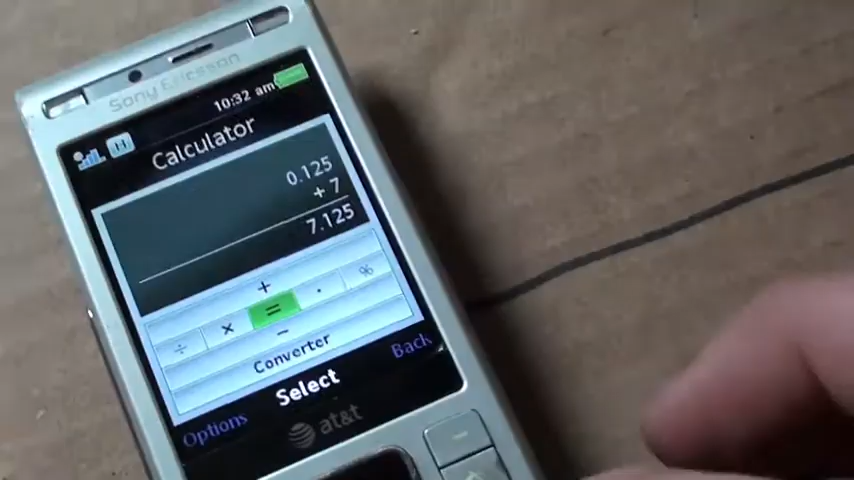 Sony Ericsson
10:32 am
H
Calculator
0.125
+ 7
7.125
+
÷ × = . %
−
Converter
Options Select Back
at&t